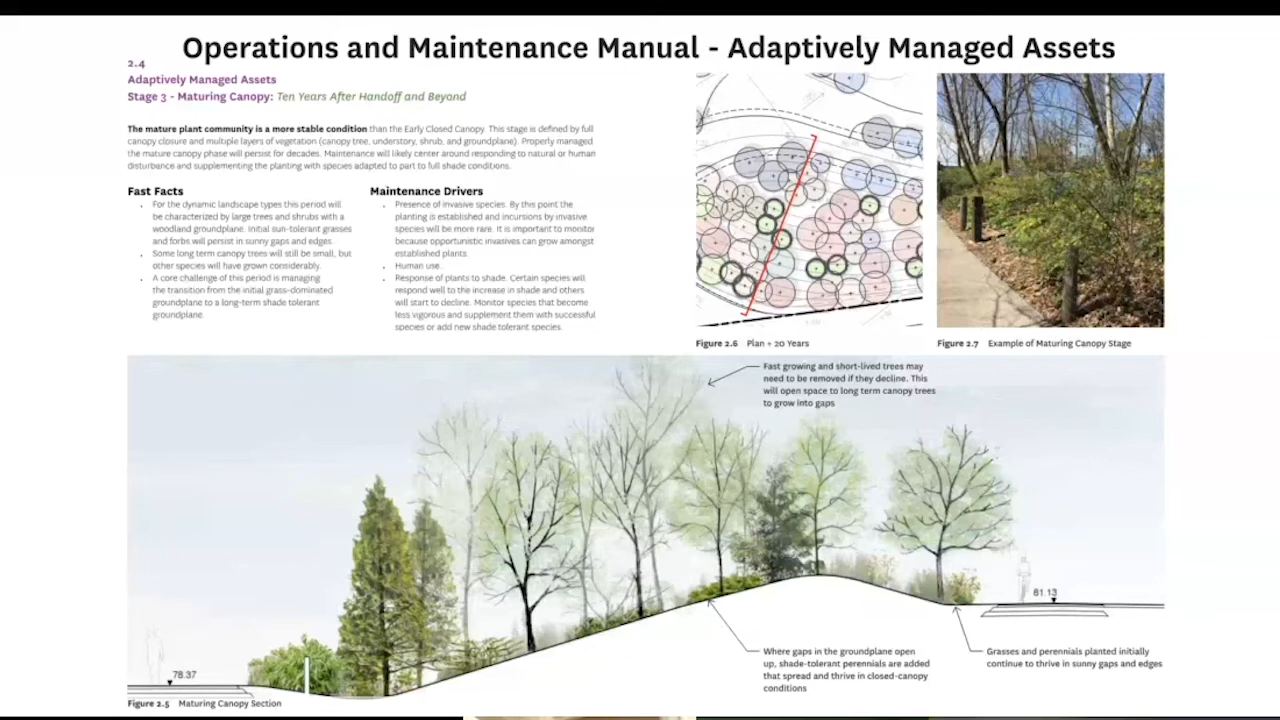 Operations and Maintenance Manual - Adaptively Managed Assets
2.4
Adaptively Managed Assets
Stage 3 - Maturing Canopy: Ten Years After Handoff and Beyond
The mature plant community is a more stable condition than the Early Closed Canopy. This stage is defined by full
canopy closure and multiple layers of vegetation (canopy tree, understory, shrub, and groundplane). Properly managed
the mature canopy phase will persist for decades. Maintenance will likely center around responding to natural or human
disturbance and supplementing the planting with species adapted to part to full shade conditions.
Fast Facts
• For the dynamic landscape types this period will
be characterized by large trees and shrubs with a
woodland groundplane. Initial sun-tolerant grasses
and forbs will persist in sunny gaps and edges.
• Some long term canopy trees will still be small, but
other species will have grown considerably.
• A core challenge of this period is managing
the transition from the initial grass-dominated
groundplane to a long-term shade tolerant
groundplane.
Maintenance Drivers
• Presence of invasive species. By this point the
planting is established and incursions by invasive
species will be more rare. It is important to monitor
because opportunistic invasives can grow amongst
established plants.
• Human use.
• Response of plants to shade. Certain species will
respond well to the increase in shade and others
will start to decline. Monitor species that become
less vigorous and supplement them with successful
species or add new shade tolerant species.
Figure 2.6 Plan + 20 Years
Figure 2.7 Example of Maturing Canopy Stage
Fast growing and short-lived trees may
need to be removed if they decline. This
will open space to long term canopy trees
to grow into gaps
81.13
78.37
Where gaps in the groundplane open
up, shade-tolerant perennials are added
that spread and thrive in closed-canopy
conditions
Grasses and perennials planted initially
continue to thrive in sunny gaps and edges
Figure 2.5 Maturing Canopy Section